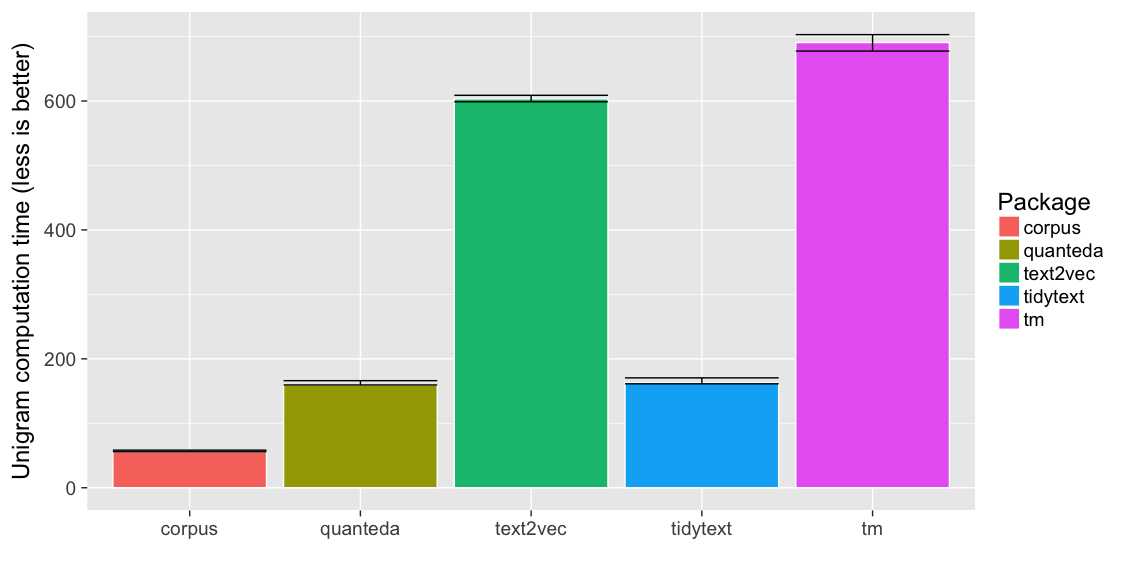 Unigram computation time (less is better)
600
400
200
0
corpus
quanteda
text2vec
tidytext
tm
Package
corpus
quanteda
text2vec
tidytext
tm